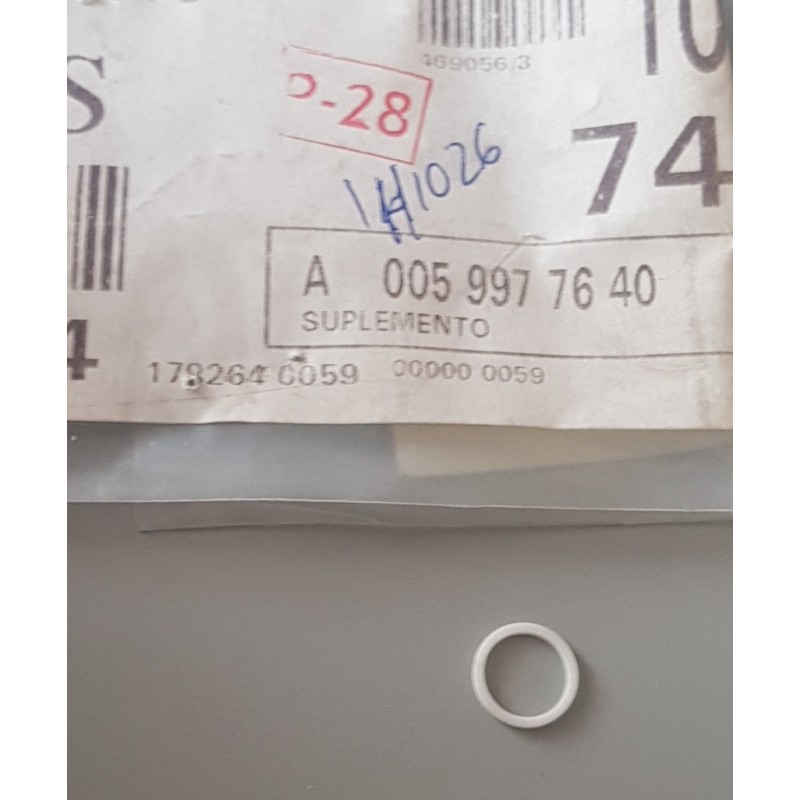 10
469056/3
S
P-28
1H1026
74
A 005 997 76 40
SUPLEMENTO
4
178264 0059 00000 0059